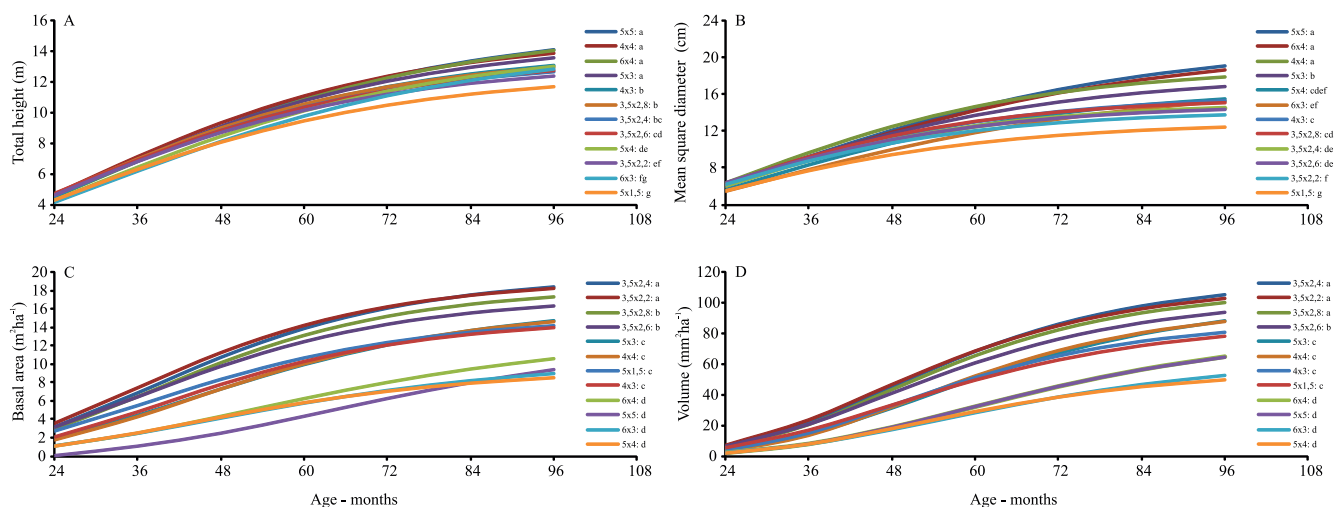 A
Total height (m)
16
14
12
10
8
6
4
24 36 48 60 72 84 96 108
5x5: a
4x4: a
6x4: a
5x3: a
4x3: b
3,5x2,8: b
3,5x2,4: bc
3,5x2,6: cd
5x4: de
3,5x2,2: ef
6x3: fg
5x1,5: g
B
Mean square diameter (cm)
24
20
16
12
8
4
24 36 48 60 72 84 96 108
5x5: a
6x4: a
4x4: a
5x3: b
5x4: cdef
6x3: ef
4x3: c
3,5x2,8: cd
3,5x2,4: de
3,5x2,6: de
3,5x2,2: f
5x1,5: g
C
Basal area (m²ha⁻¹)
20
18
16
14
12
10
8
6
4
2
0
24 36 48 60 72 84 96 108
Age - months
3,5x2,4: a
3,5x2,2: a
3,5x2,8: b
3,5x2,6: b
5x3: c
4x4: c
5x1,5: c
4x3: c
6x4: d
5x5: d
6x3: d
5x4: d
D
Volume (mm²ha⁻¹)
120
100
80
60
40
20
0
24 36 48 60 72 84 96 108
Age - months
3,5x2,4: a
3,5x2,2: a
3,5x2,8: a
3,5x2,6: b
5x3: c
4x4: c
4x3: c
5x1,5: c
6x4: d
5x5: d
6x3: d
5x4: d